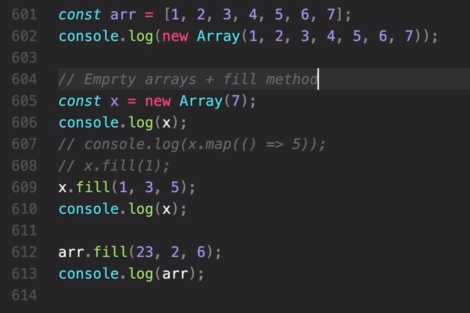 601 const arr = [1, 2, 3, 4, 5, 6, 7];
602 console.log(new Array(1, 2, 3, 4, 5, 6, 7));
603
604 // Emprty arrays + fill method
605 const x = new Array(7);
606 console.log(x);
607 // console.log(x.map(() => 5));
608 // x.fill(1);
609 x.fill(1, 3, 5);
610 console.log(x);
611
612 arr.fill(23, 2, 6);
613 console.log(arr);
614